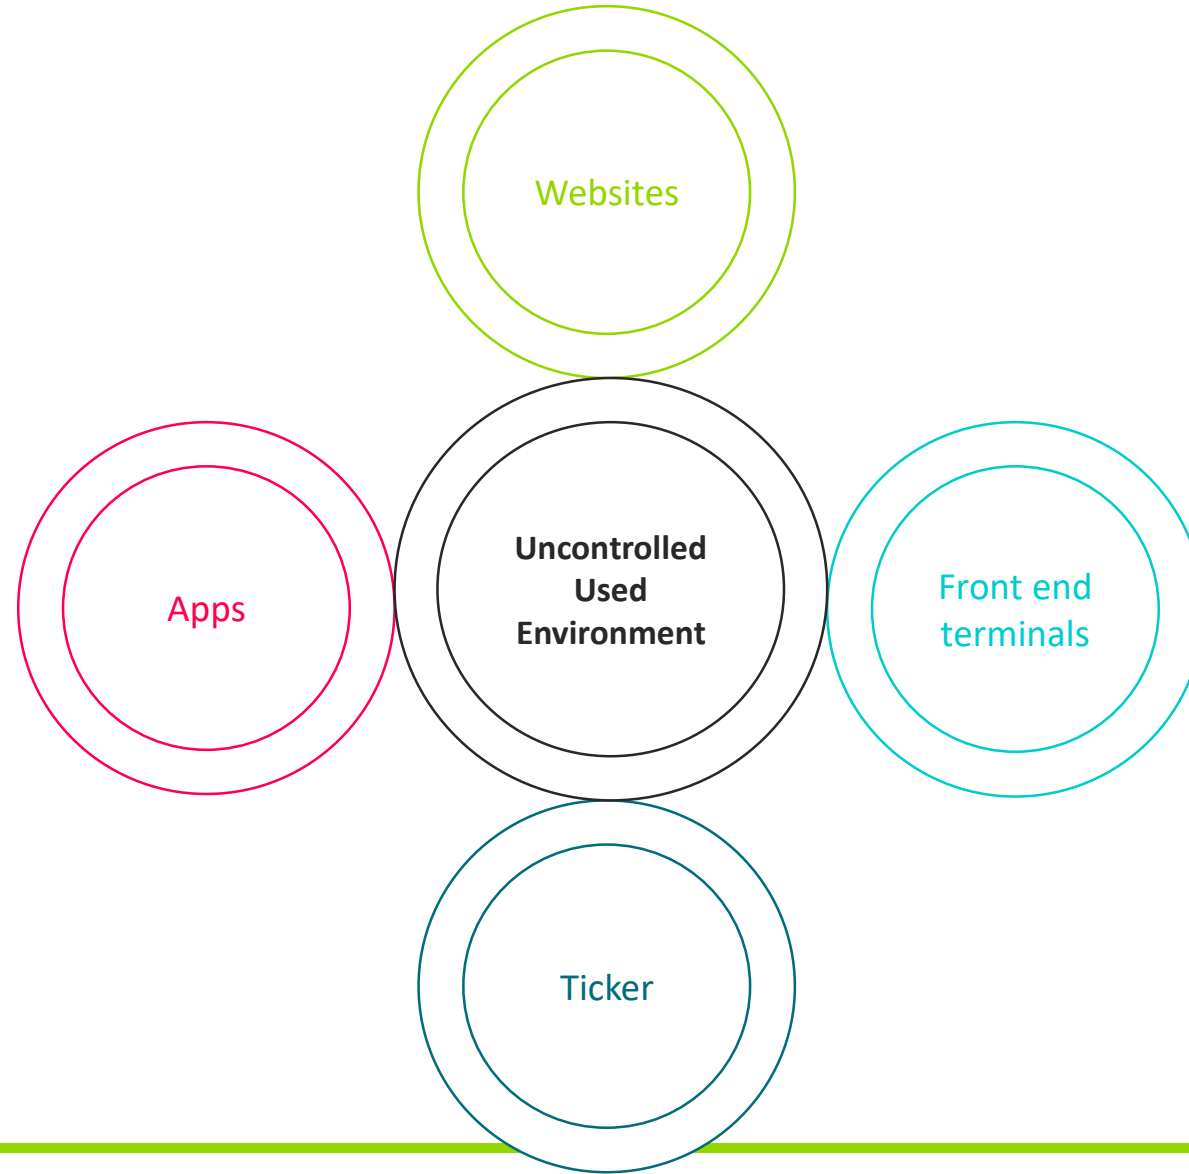 Websites
Uncontrolled
Used
Environment
Apps
Front end
terminals
Ticker